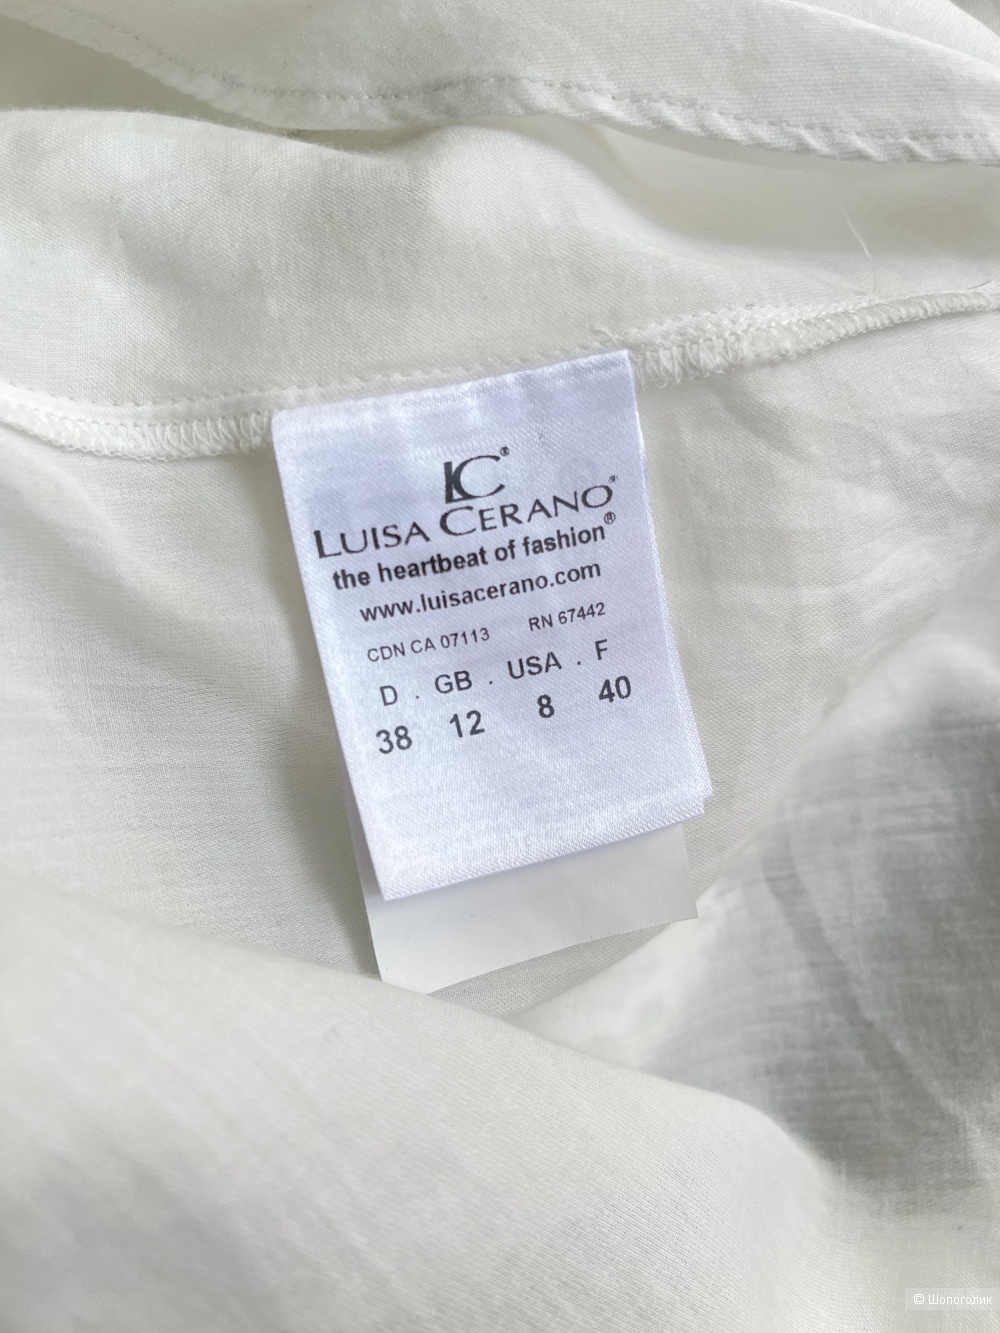 LC®
LUISA CERANO®
the heartbeat of fashion®
www.luisacerano.com
CDN CA 07113 RN 67442
D . GB . USA . F
38 12 8 40
© Шопоголик